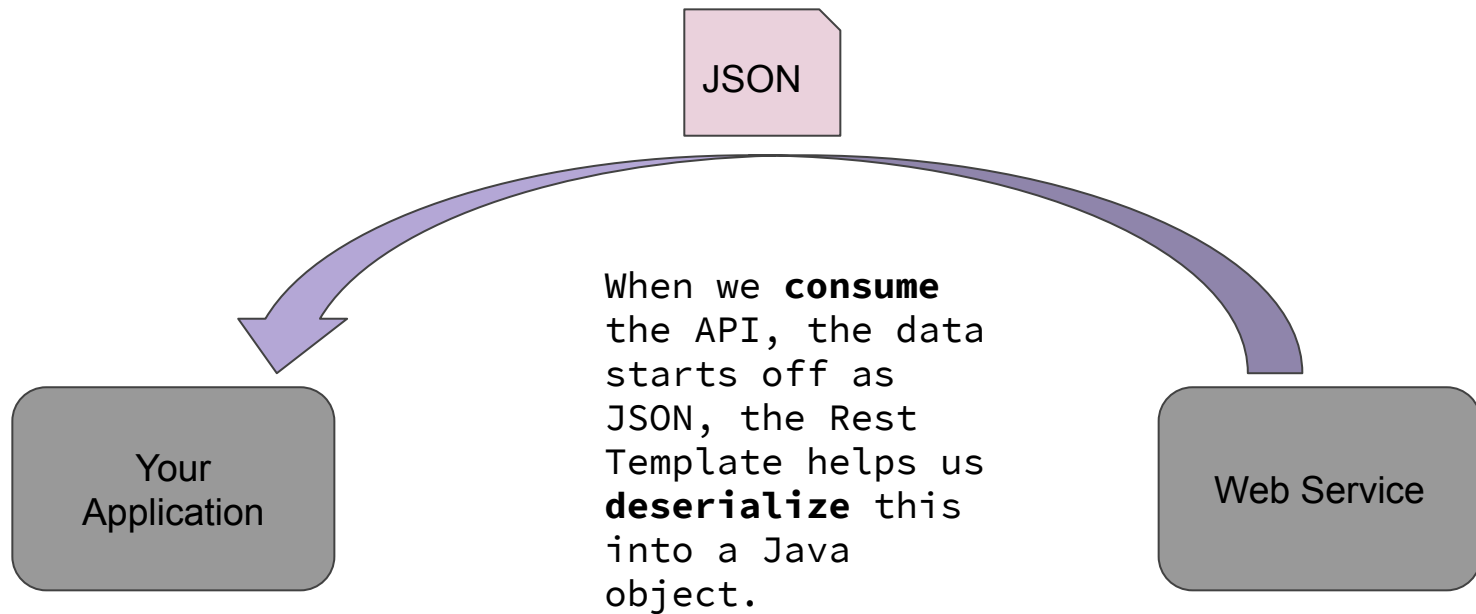 JSON
When we consume
the API, the data
starts off as
JSON, the Rest
Template helps us
deserialize this
into a Java
object.
Your
Application
Web Service